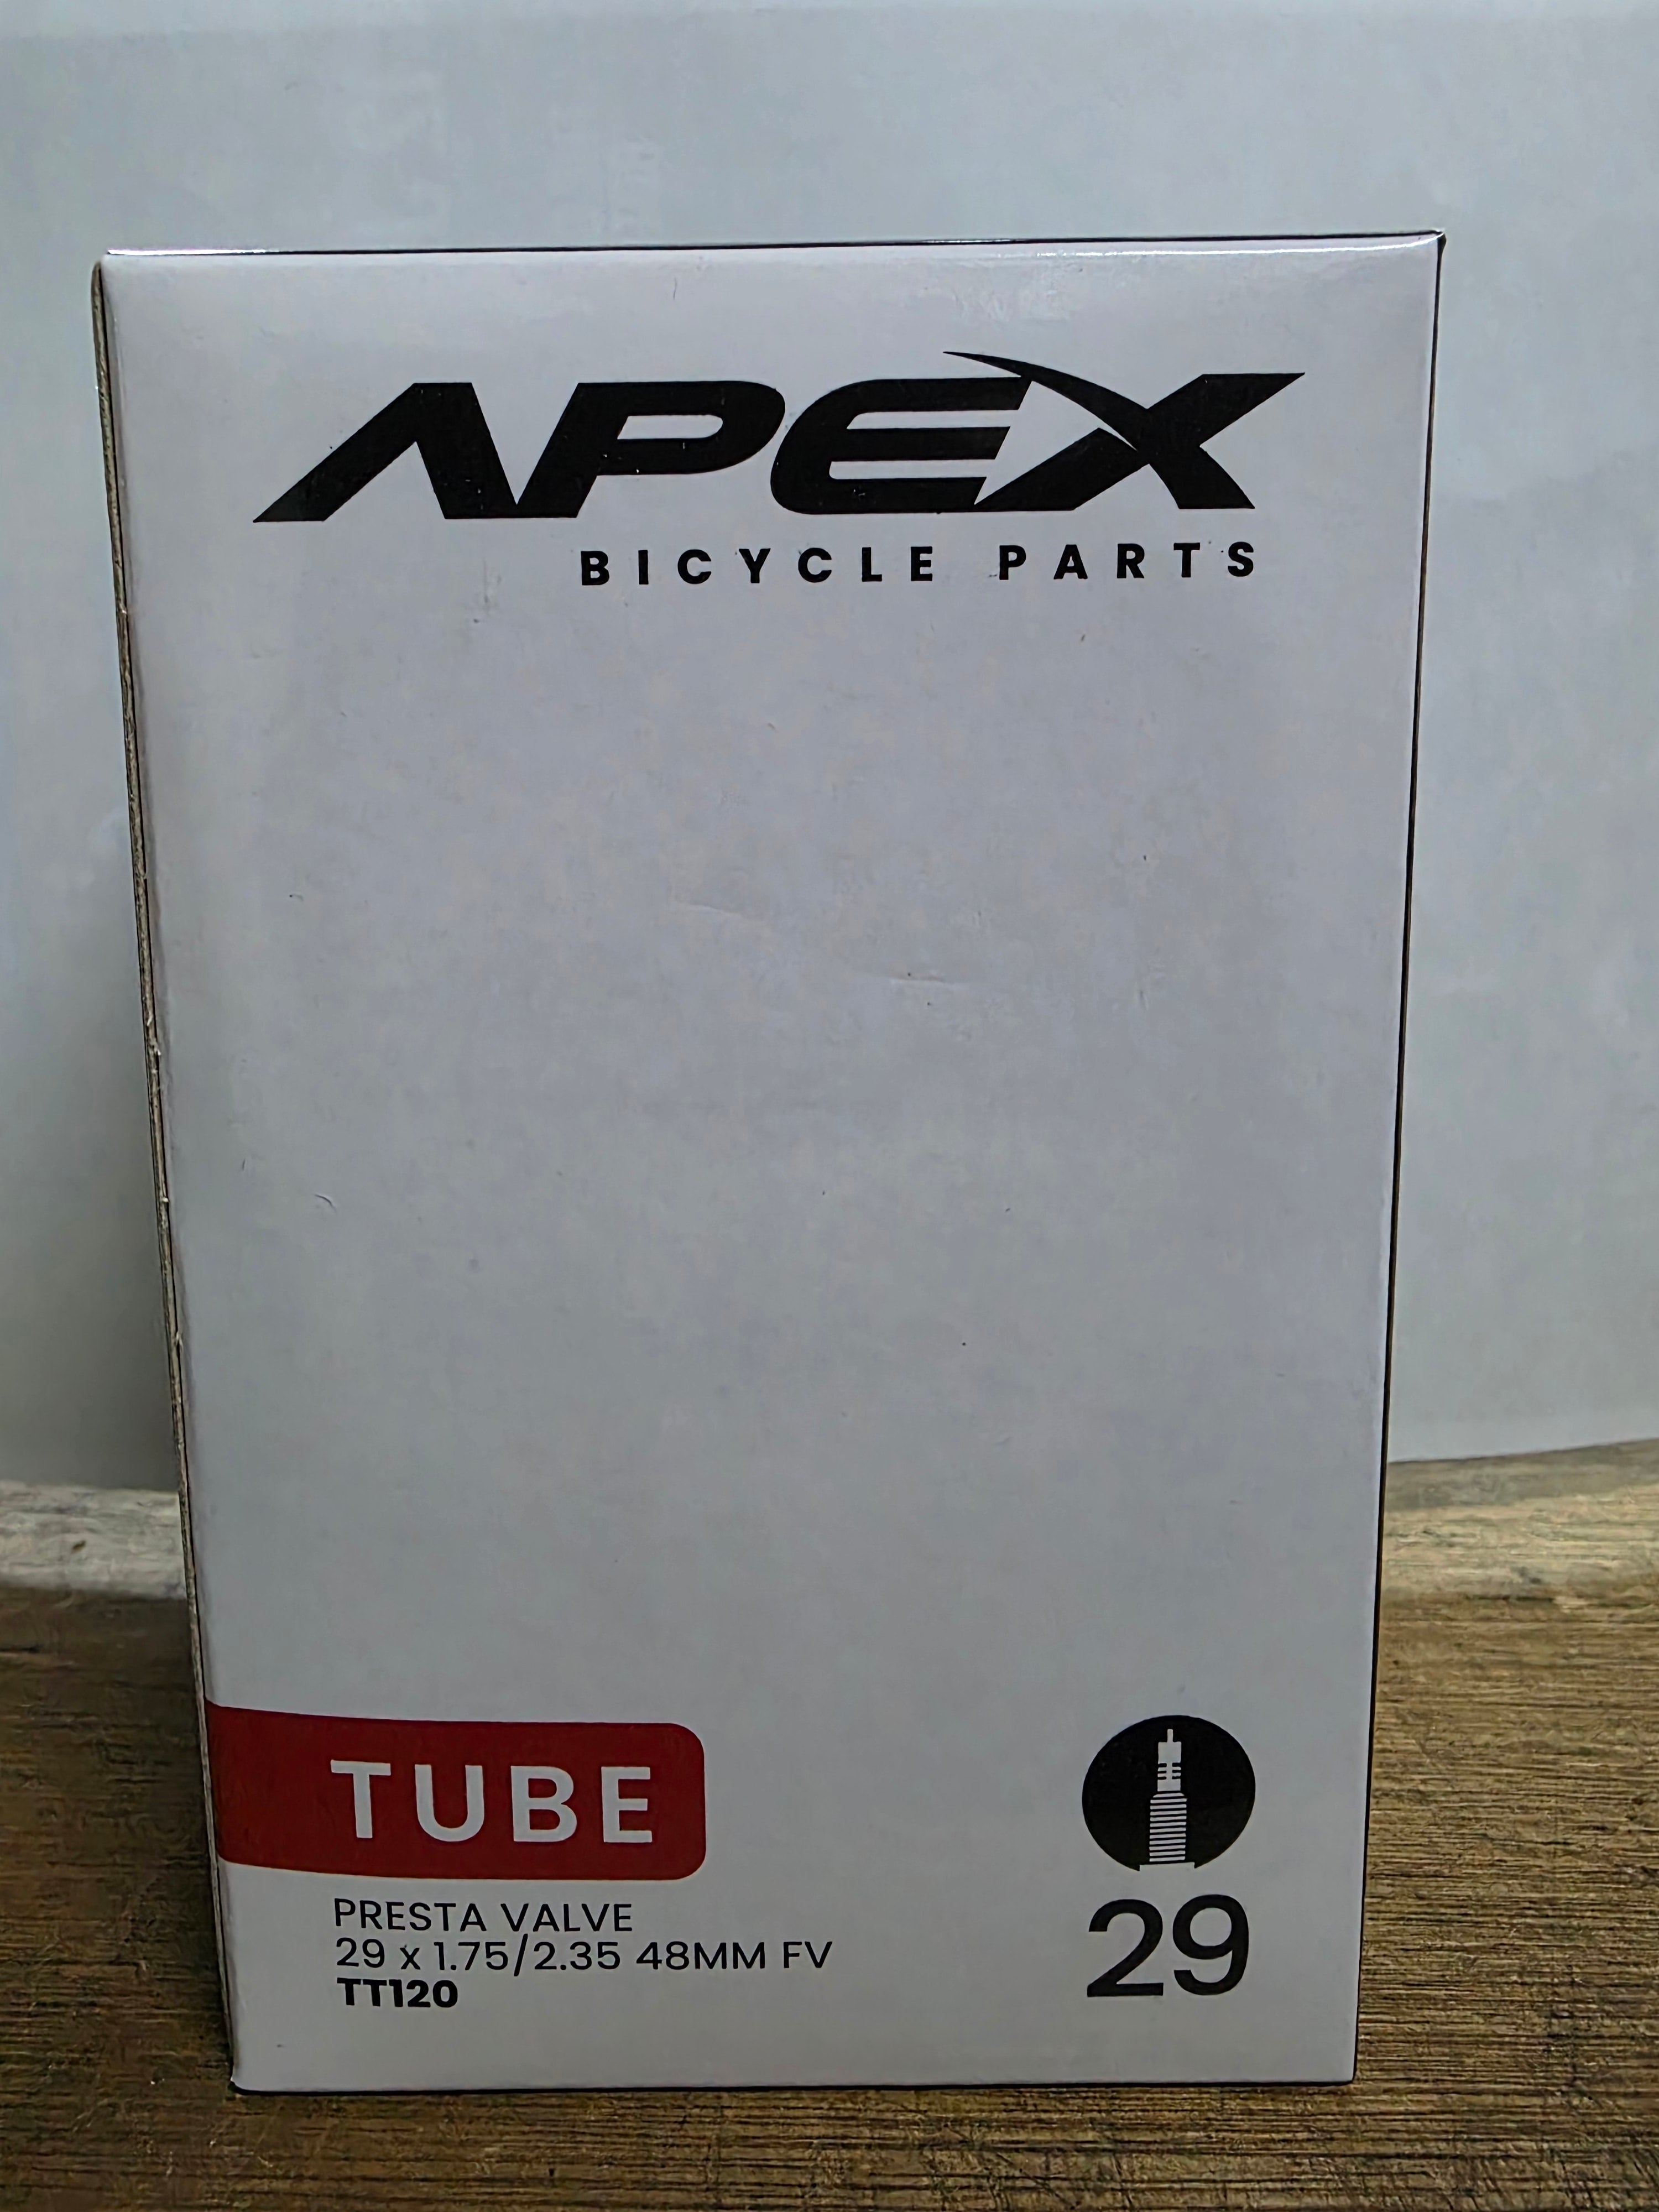 APEX
BICYCLE PARTS
TUBE
PRESTA VALVE
29 x 1.75/2.35 48MM FV
TT120
29